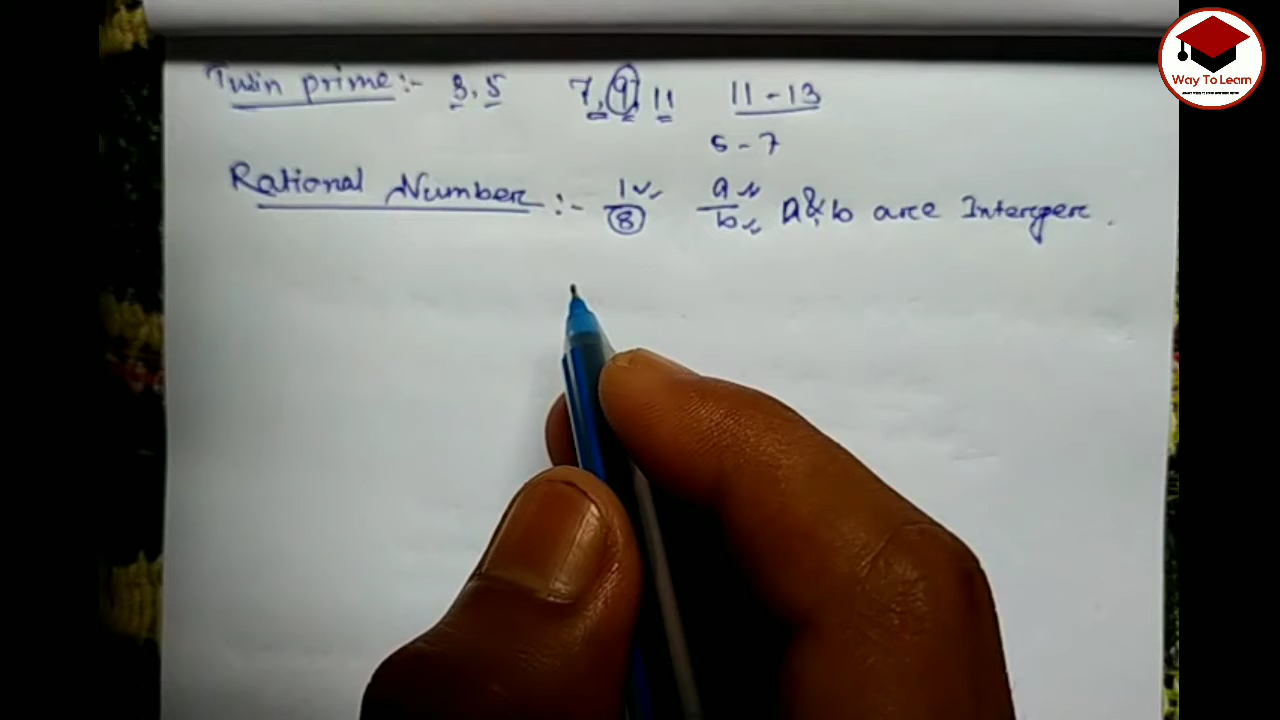 Twin prime :- 3, 5 7, 9, 11 11 - 13
5 - 7
Rational Number :- 1/8 a/b a & b are Interger.
Way To Learn